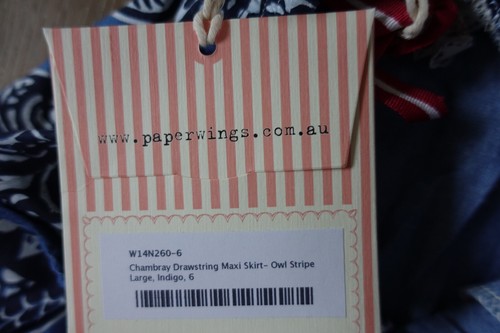 www.paperwings.com.au
W14N260-6
Chambray Drawstring Maxi Skirt- Owl Stripe
Large, Indigo, 6